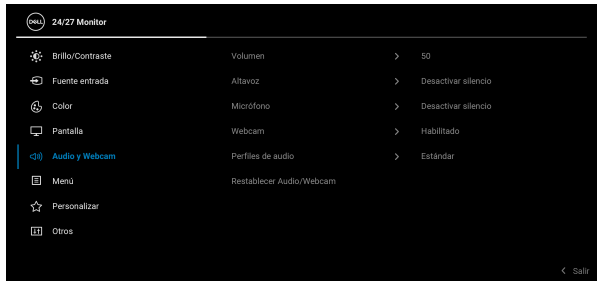 DELL 24/27 Monitor
Brillo/Contraste Volumen 50
Fuente entrada Altavoz Desactivar silencio
Color Micrófono Desactivar silencio
Pantalla Webcam Habilitado
Audio y Webcam Perfiles de audio Estándar
Menú Restablecer Audio/Webcam
Personalizar
Otros
Salir